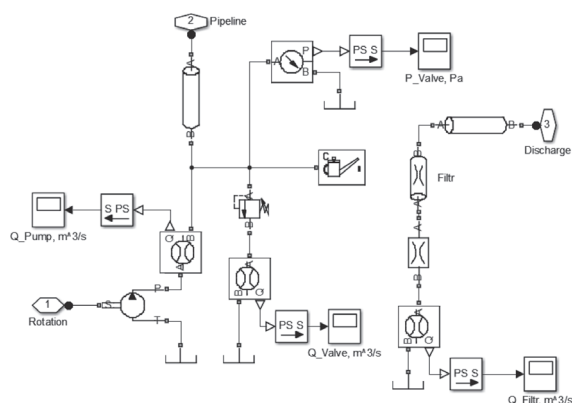 2
Pipeline
A
B
A
P
B
PS S
P_Valve, Pa
C
A
B
3
Discharge
B
Filtr
A
A
B
S PS
Q_Pump, m^3/s
Q
B
A
A
B
1
Rotation
S
P
T
A
B
Q
PS S
Q_Valve, m^3/s
A
B
Q
PS S
Q_Filtr, m^3/s